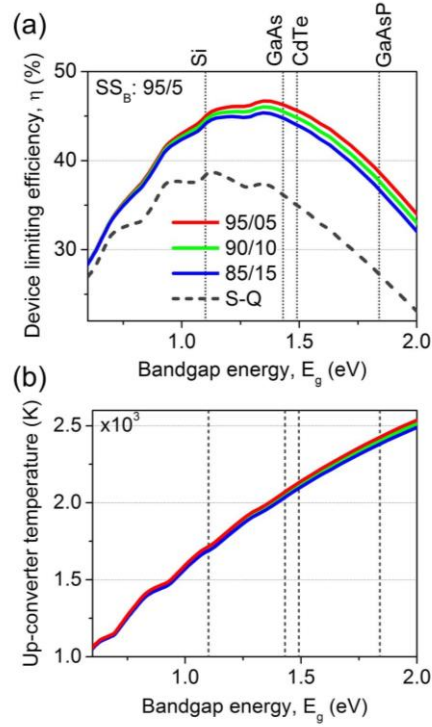 (a)
Si
GaAs
CdTe
GaAsP
50
40
30
Device limiting efficiency, η (%)
SS_B: 95/5
95/05
90/10
85/15
S-Q
1.0
1.5
2.0
Bandgap energy, E_g (eV)
(b)
x10³
2.5
2.0
1.5
1.0
Up-converter temperature (K)
1.0
1.5
2.0
Bandgap energy, E_g (eV)